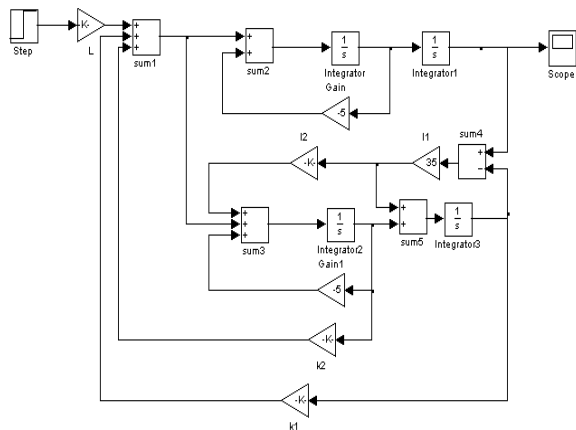 Step
-K-
L
+
+
+
sum1
+
+
sum2
1
s
Integrator
Gain
1
s
Integrator1
Scope
-5
l2
-K-
l1
35
sum4
+
−
+
+
+
sum3
1
s
Integrator2
Gain1
+
+
sum5
1
s
Integrator3
-5
-K-
k2
-K-
k1